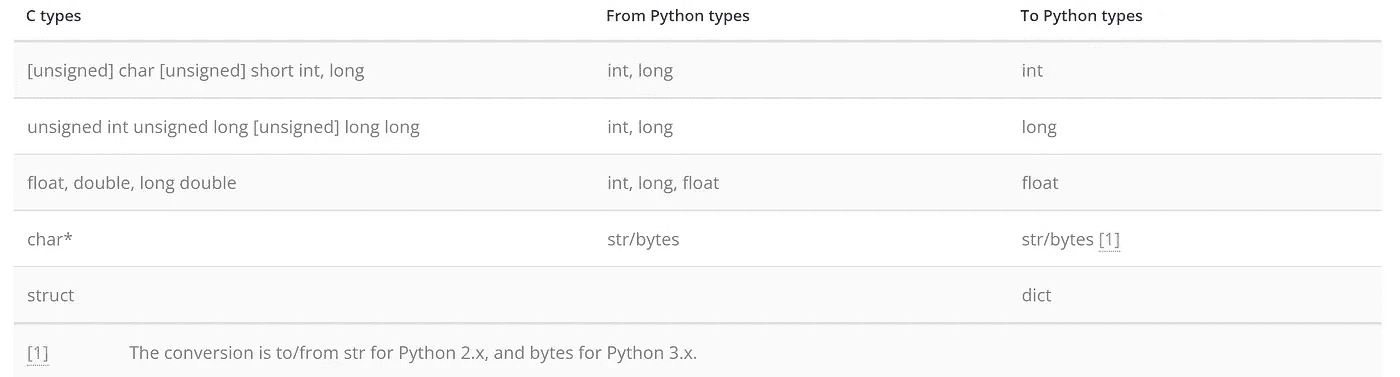 C types From Python types To Python types
[unsigned] char [unsigned] short int, long int, long int
unsigned int unsigned long [unsigned] long long int, long long
float, double, long double int, long, float float
char* str/bytes str/bytes [1]
struct dict
[1] The conversion is to/from str for Python 2.x, and bytes for Python 3.x.